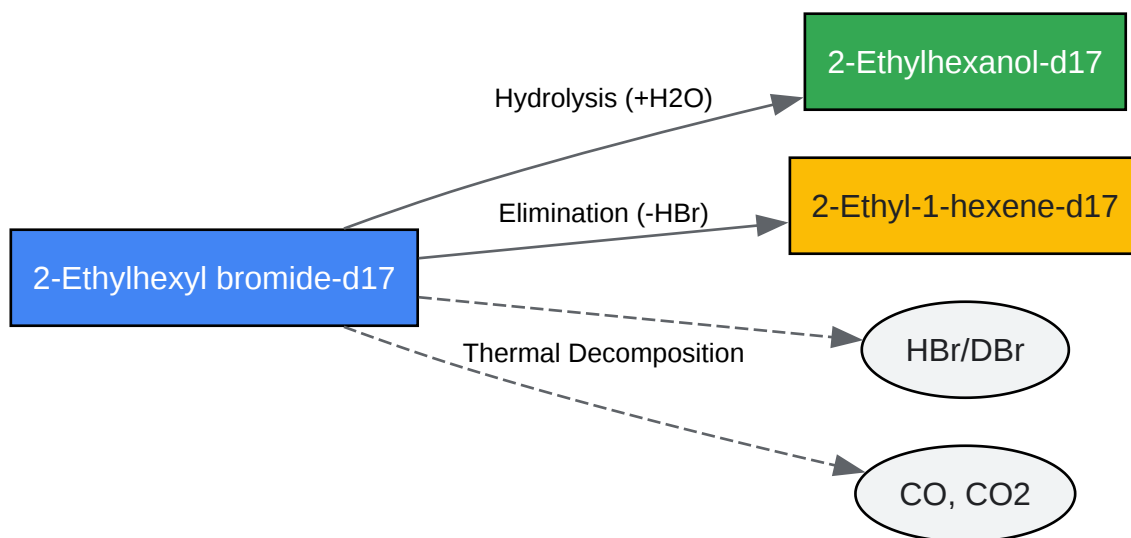 2-Ethylhexanol-d17
Hydrolysis (+H2O)
2-Ethyl-1-hexene-d17
Elimination (-HBr)
2-Ethylhexyl bromide-d17
HBr/DBr
Thermal Decomposition
CO, CO2